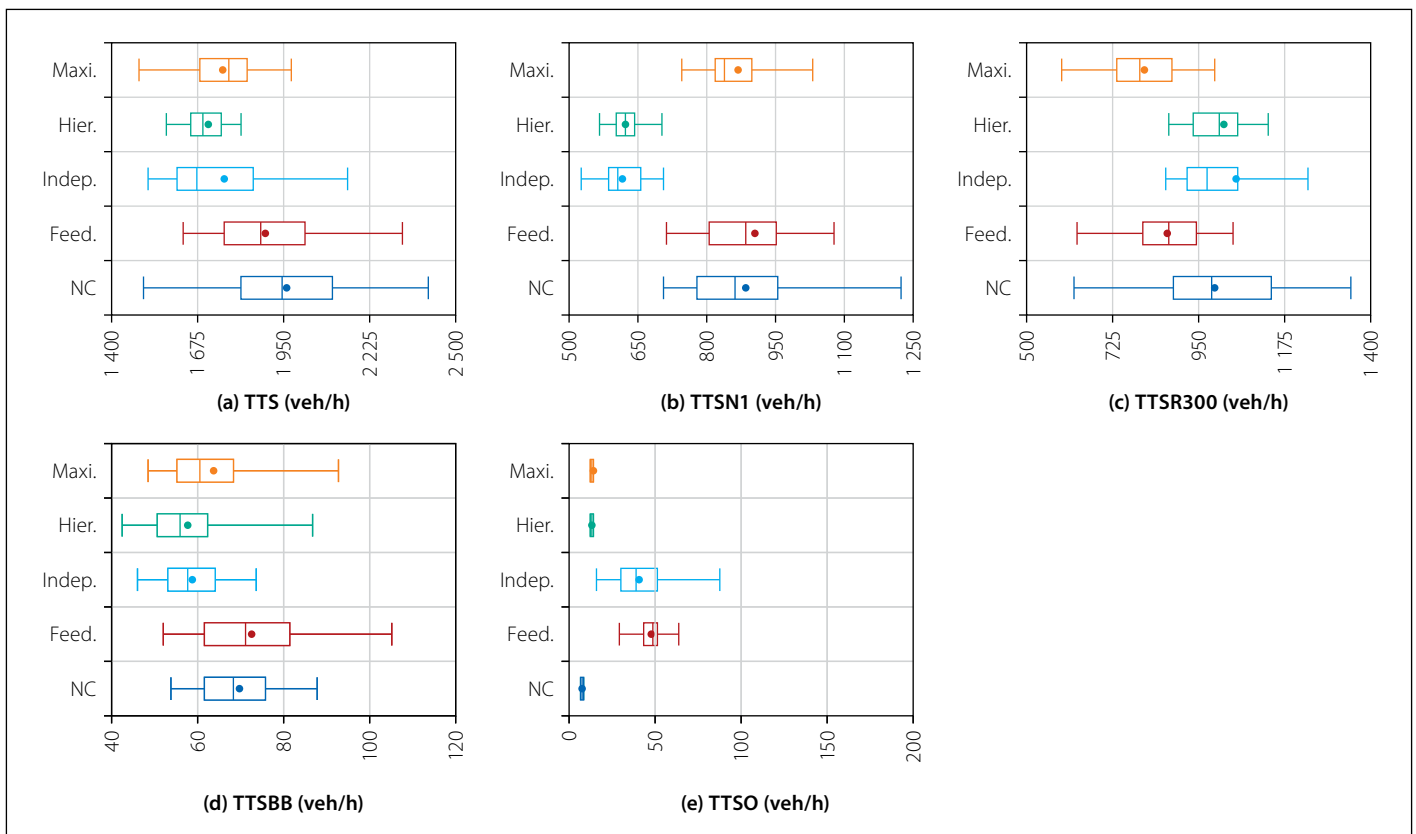 Maxi.
Hier.
Indep.
Feed.
NC
1 400
1 675
1 950
2 225
2 500
(a) TTS (veh/h)
Maxi.
Hier.
Indep.
Feed.
NC
500
800
950
1 100
1 250
(b) TTSN1 (veh/h)
Maxi.
Hier.
Indep.
Feed.
NC
500
725
950
1 175
1 400
(c) TTSR300 (veh/h)
Maxi.
Hier.
Indep.
Feed.
NC
40
60
80
100
120
(d) TTSBB (veh/h)
Maxi.
Hier.
Indep.
Feed.
NC
0
50
100
150
200
(e) TTSO (veh/h)